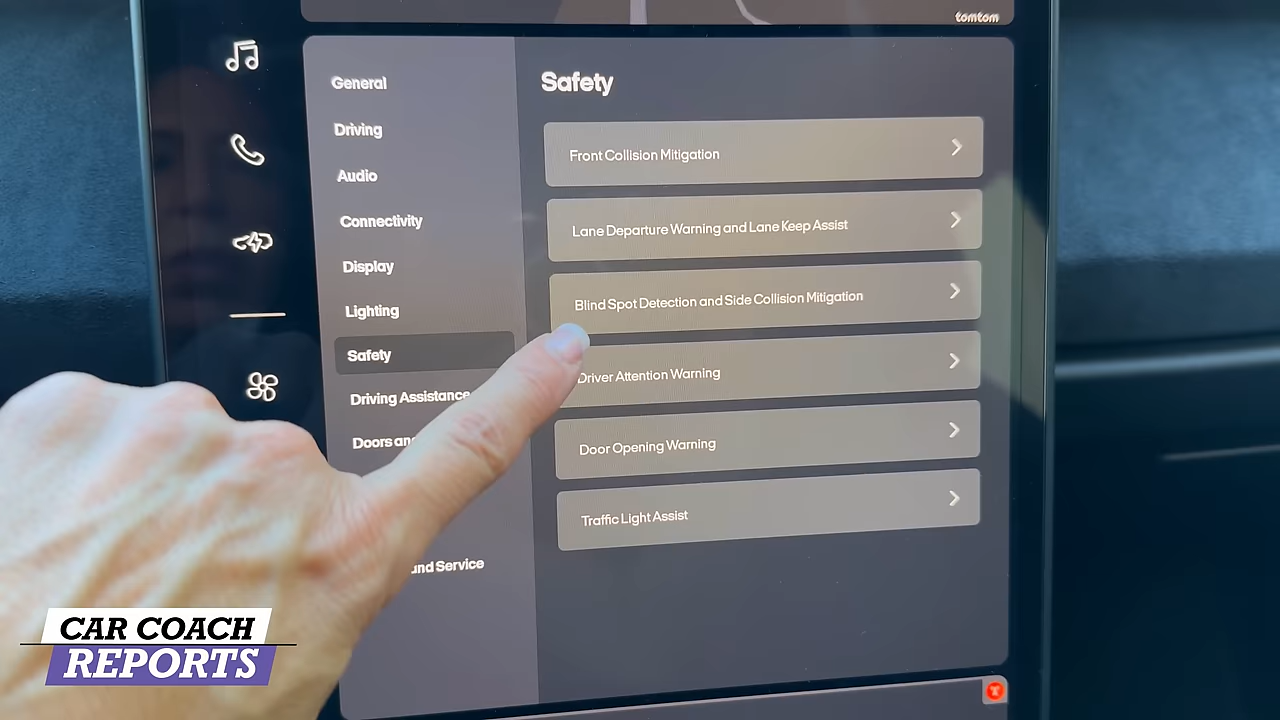 tomtom
General
Driving
Audio
Connectivity
Display
Lighting
Safety
Driving Assistance
Doors
and Service
Safety
Front Collision Mitigation
Lane Departure Warning and Lane Keep Assist
Blind Spot Detection and Side Collision Mitigation
Driver Attention Warning
Door Opening Warning
Traffic Light Assist
CAR COACH
REPORTS